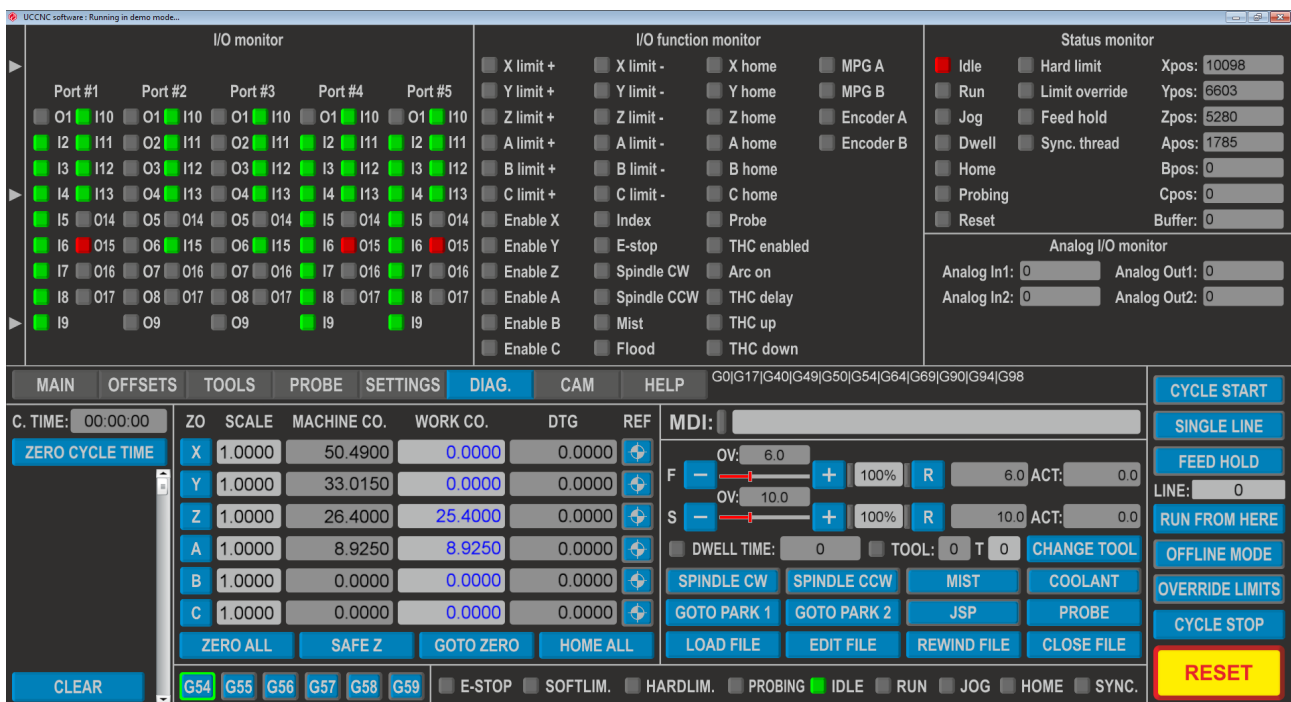 UCCNC software : Running in demo mode...
I/O monitor
Port #1 Port #2 Port #3 Port #4 Port #5
O1 I10 O1 I10 O1 I10 O1 I10 O1 I10
I2 I11 O2 I11 O2 I11 I2 I11 I2 I11
I3 I12 O3 I12 O3 I12 I3 I12 I3 I12
I4 I13 O4 I13 O4 I13 I4 I13 I4 I13
I5 O14 O5 O14 O5 O14 I5 O14 I5 O14
I6 O15 O6 I15 O6 I15 I6 O15 I6 O15
I7 O16 O7 O16 O7 O16 I7 O16 I7 O16
I8 O17 O8 O17 O8 O17 I8 O17 I8 O17
I9 O9 O9 I9 I9
I/O function monitor
X limit + X limit - X home MPG A
Y limit + Y limit - Y home MPG B
Z limit + Z limit - Z home Encoder A
A limit + A limit - A home Encoder B
B limit + B limit - B home
C limit + C limit - C home
Enable X Index Probe
Enable Y E-stop THC enabled
Enable Z Spindle CW Arc on
Enable A Spindle CCW THC delay
Enable B Mist THC up
Enable C Flood THC down
Status monitor
Idle Hard limit Xpos: 10098
Run Limit override Ypos: 6603
Jog Feed hold Zpos: 5280
Dwell Sync. thread Apos: 1785
Home Bpos: 0
Probing Cpos: 0
Reset Buffer: 0
Analog I/O monitor
Analog In1: 0 Analog Out1: 0
Analog In2: 0 Analog Out2: 0
MAIN OFFSETS TOOLS PROBE SETTINGS DIAG. CAM HELP
G0|G17|G40|G49|G50|G54|G64|G69|G90|G94|G98
C. TIME: 00:00:00
ZERO CYCLE TIME
CLEAR
ZO SCALE MACHINE CO. WORK CO. DTG REF
X 1.0000 50.4900 0.0000 0.0000
Y 1.0000 33.0150 0.0000 0.0000
Z 1.0000 26.4000 25.4000 0.0000
A 1.0000 8.9250 8.9250 0.0000
B 1.0000 0.0000 0.0000 0.0000
C 1.0000 0.0000 0.0000 0.0000
ZERO ALL SAFE Z GOTO ZERO HOME ALL
MDI:
OV: 6.0
F − + 100% R 6.0 ACT: 0.0
OV: 10.0
S − + 100% R 10.0 ACT: 0.0
DWELL TIME: 0 TOOL: 0 T 0 CHANGE TOOL
SPINDLE CW SPINDLE CCW MIST COOLANT
GOTO PARK 1 GOTO PARK 2 JSP PROBE
LOAD FILE EDIT FILE REWIND FILE CLOSE FILE
G54 G55 G56 G57 G58 G59
E-STOP SOFTLIM. HARDLIM. PROBING IDLE RUN JOG HOME SYNC.
CYCLE START
SINGLE LINE
FEED HOLD
LINE: 0
RUN FROM HERE
OFFLINE MODE
OVERRIDE LIMITS
CYCLE STOP
RESET